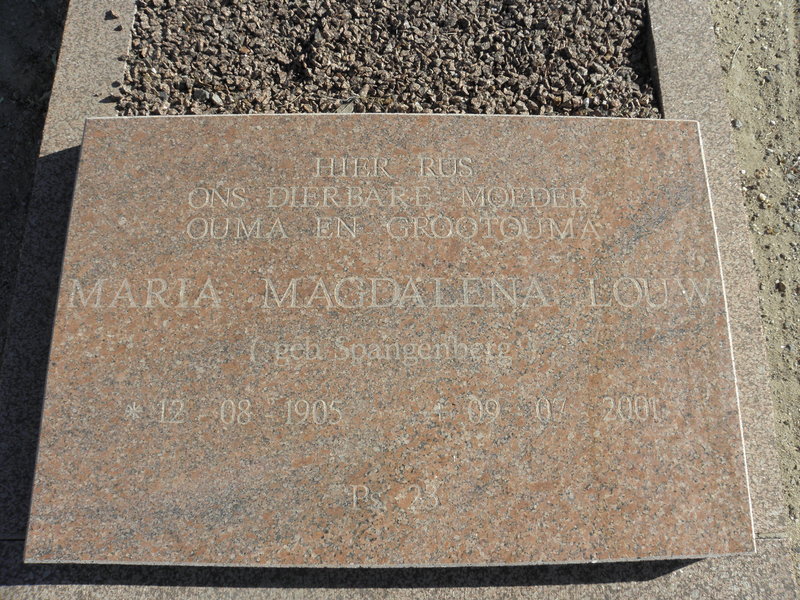 HIER RUS
ONS DIERBARE MOEDER
OUMA EN GROOTOUMA
MARIA MAGDALENA LOUW
(geb. Spangenberg)
* 12 - 08 - 1905 + 09 - 07 - 2001
Ps. 23